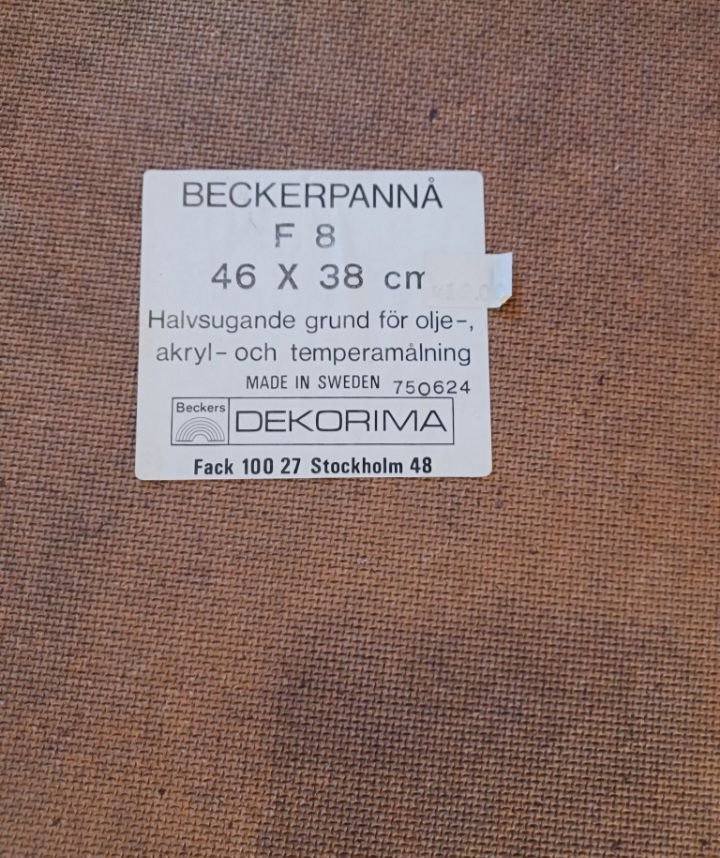 BECKERPANNÅ
F 8
46 X 38 cm
Halvsugande grund för olje-,
akryl- och temperamålning
MADE IN SWEDEN 750624
Beckers
DEKORIMA
Fack 100 27 Stockholm 48